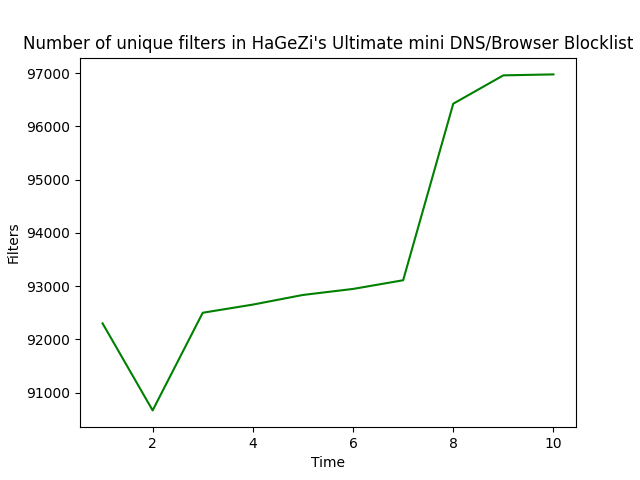 Number of unique filters in HaGeZi's Ultimate mini DNS/Browser Blocklist
97000
96000
95000
94000
93000
92000
91000
Filters
2 4 6 8 10
Time